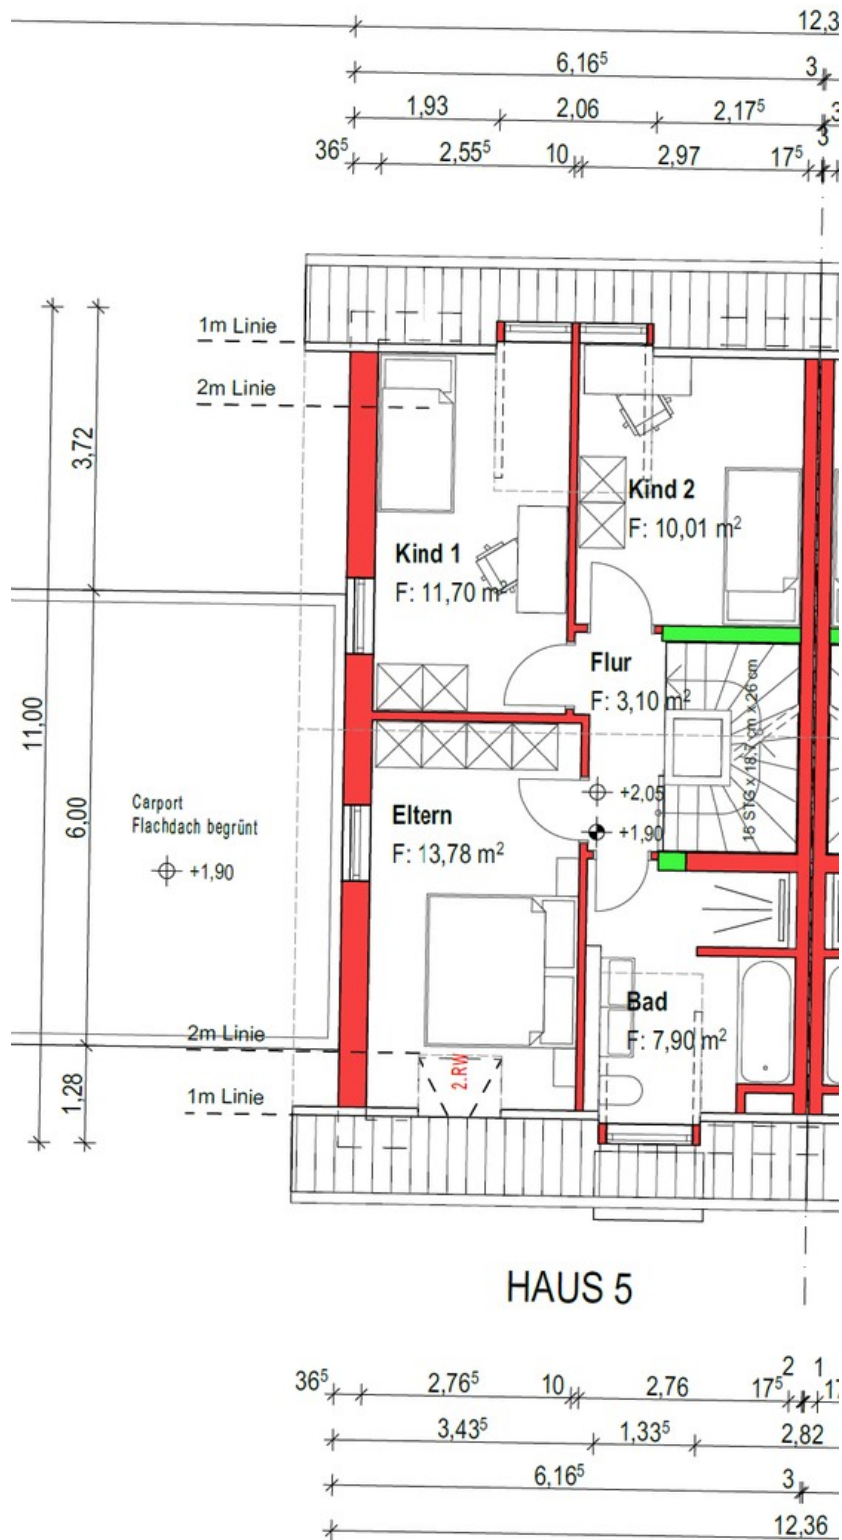 12,3
6,16⁵ 3
1,93 2,06 2,17⁵ 3
3
36⁵ 2,55⁵ 10 2,97 17⁵
1m Linie
2m Linie
3,72
Kind 2
F: 10,01 m²
Kind 1
F: 11,70 m²
Flur
F: 3,10 m²
15 STG x 18,7 cm x 26 cm
11,00
6,00
Carport
Flachdach begrünt
+1,90
Eltern
F: 13,78 m²
+2,05
+1,90
Bad
F: 7,90 m²
2m Linie
2.RW
1m Linie
1,28
HAUS 5
36⁵ 2,76⁵ 10 2,76 17⁵ 2 1 17
3,43⁵ 1,33⁵ 2,82
6,16⁵ 3
12,36